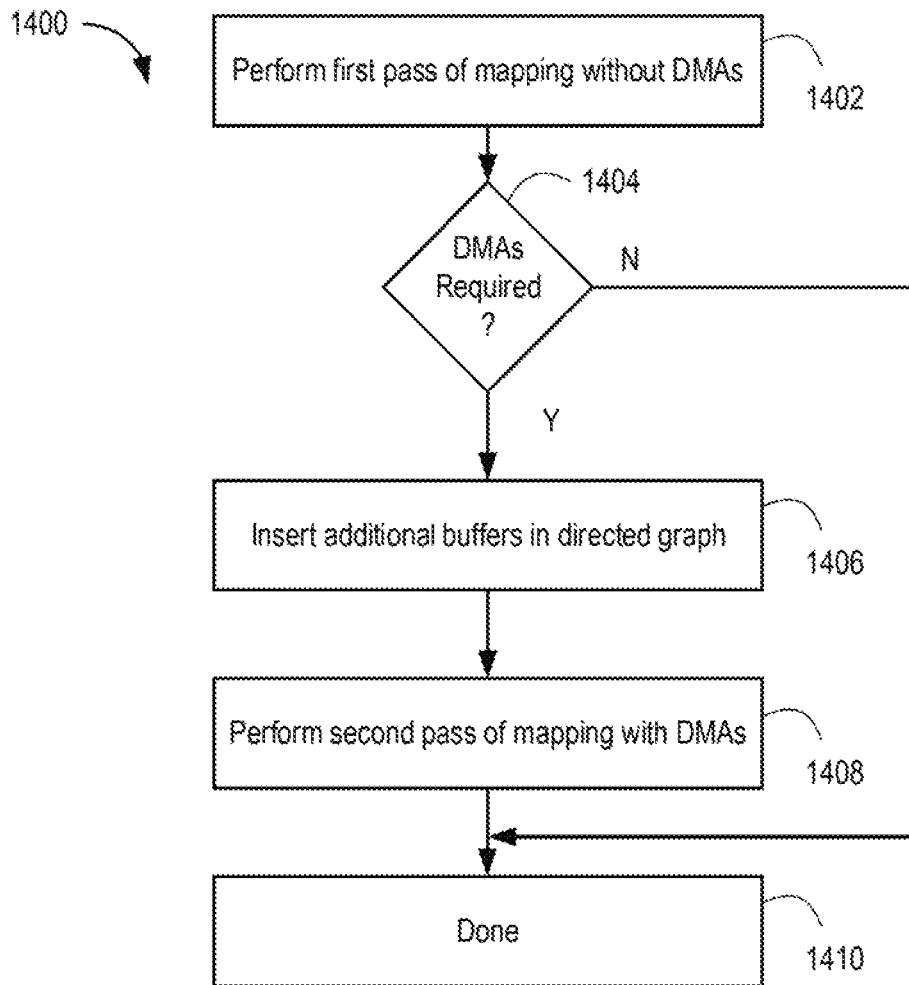 1400
Perform first pass of mapping without DMAs
1402
1404
DMAs
Required
?
N
Y
Insert additional buffers in directed graph
1406
Perform second pass of mapping with DMAs
1408
Done
1410